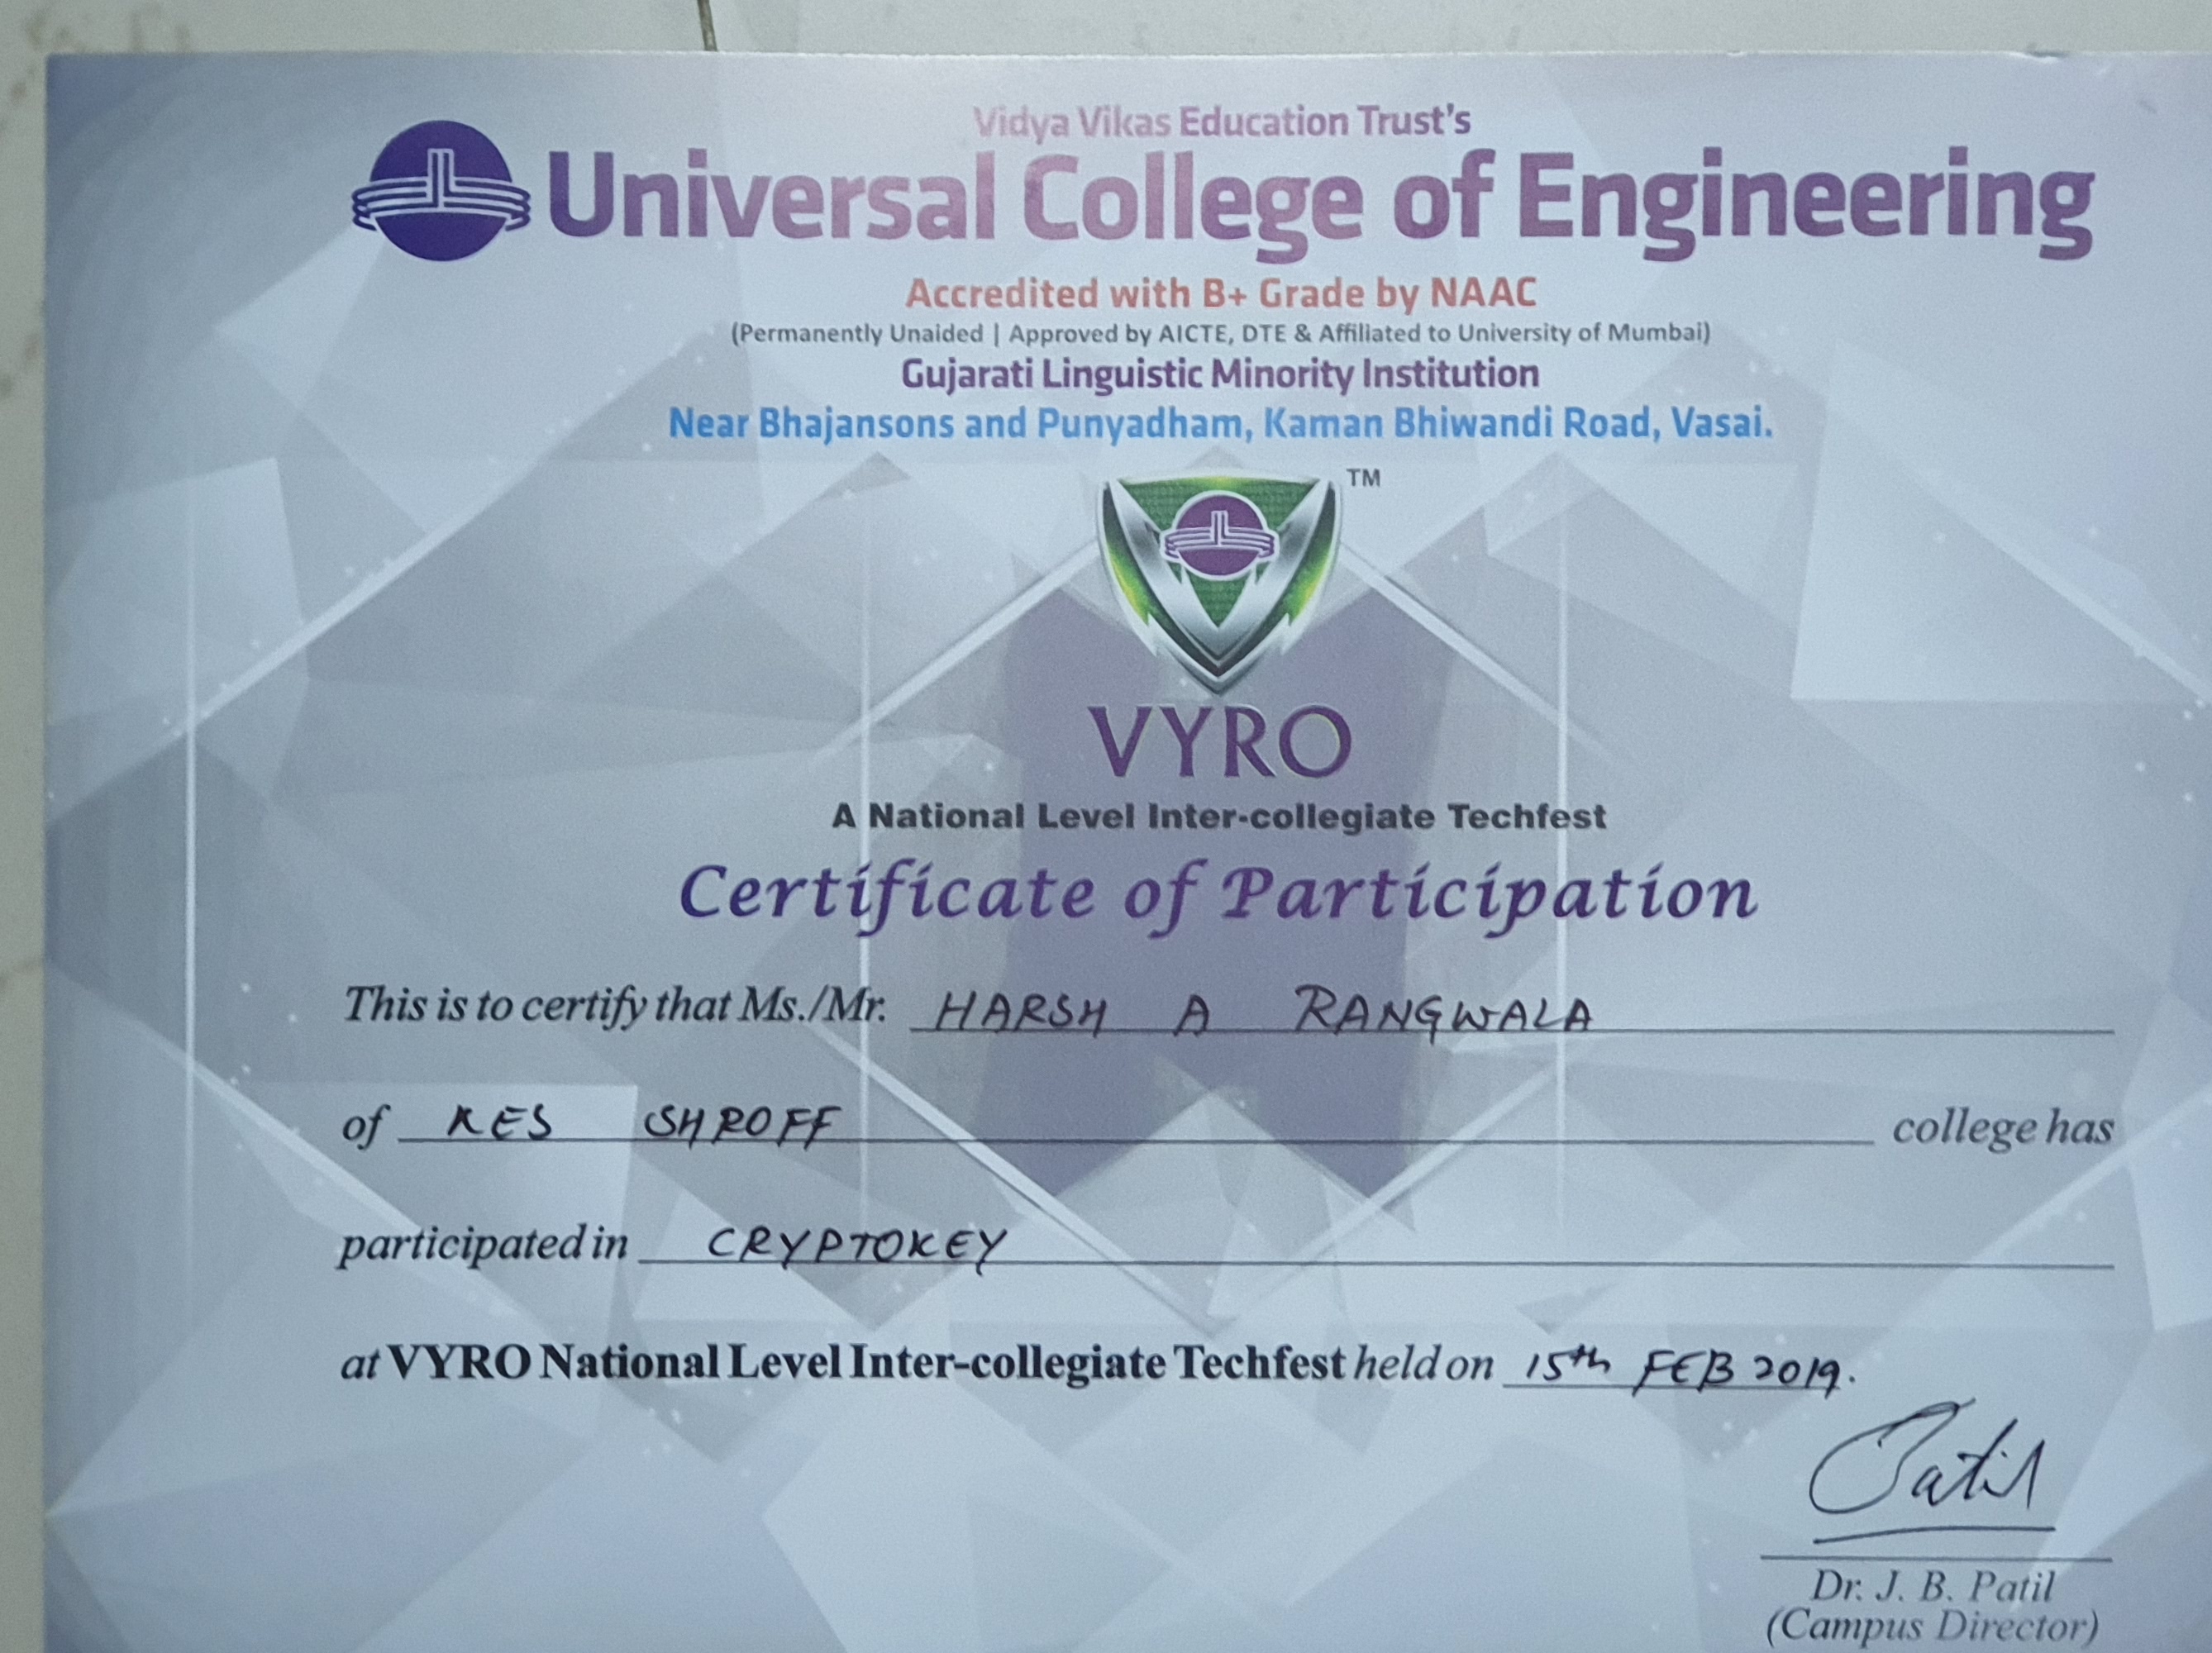 Vidya Vikas Education Trust's
Universal College of Engineering
Accredited with B+ Grade by NAAC
(Permanently Unaided | Approved by AICTE, DTE & Affiliated to University of Mumbai)
Gujarati Linguistic Minority Institution
Near Bhajansons and Punyadham, Kaman Bhiwandi Road, Vasai.
TM
VYRO
A National Level Inter-collegiate Techfest
Certificate of Participation
This is to certify that Ms./Mr. HARSH A RANGWALA
of KES SHROFF college has
participated in CRYPTOKEY
at VYRO National Level Inter-collegiate Techfest held on 15th FEB 2019.
Patil
Dr. J. B. Patil
(Campus Director)